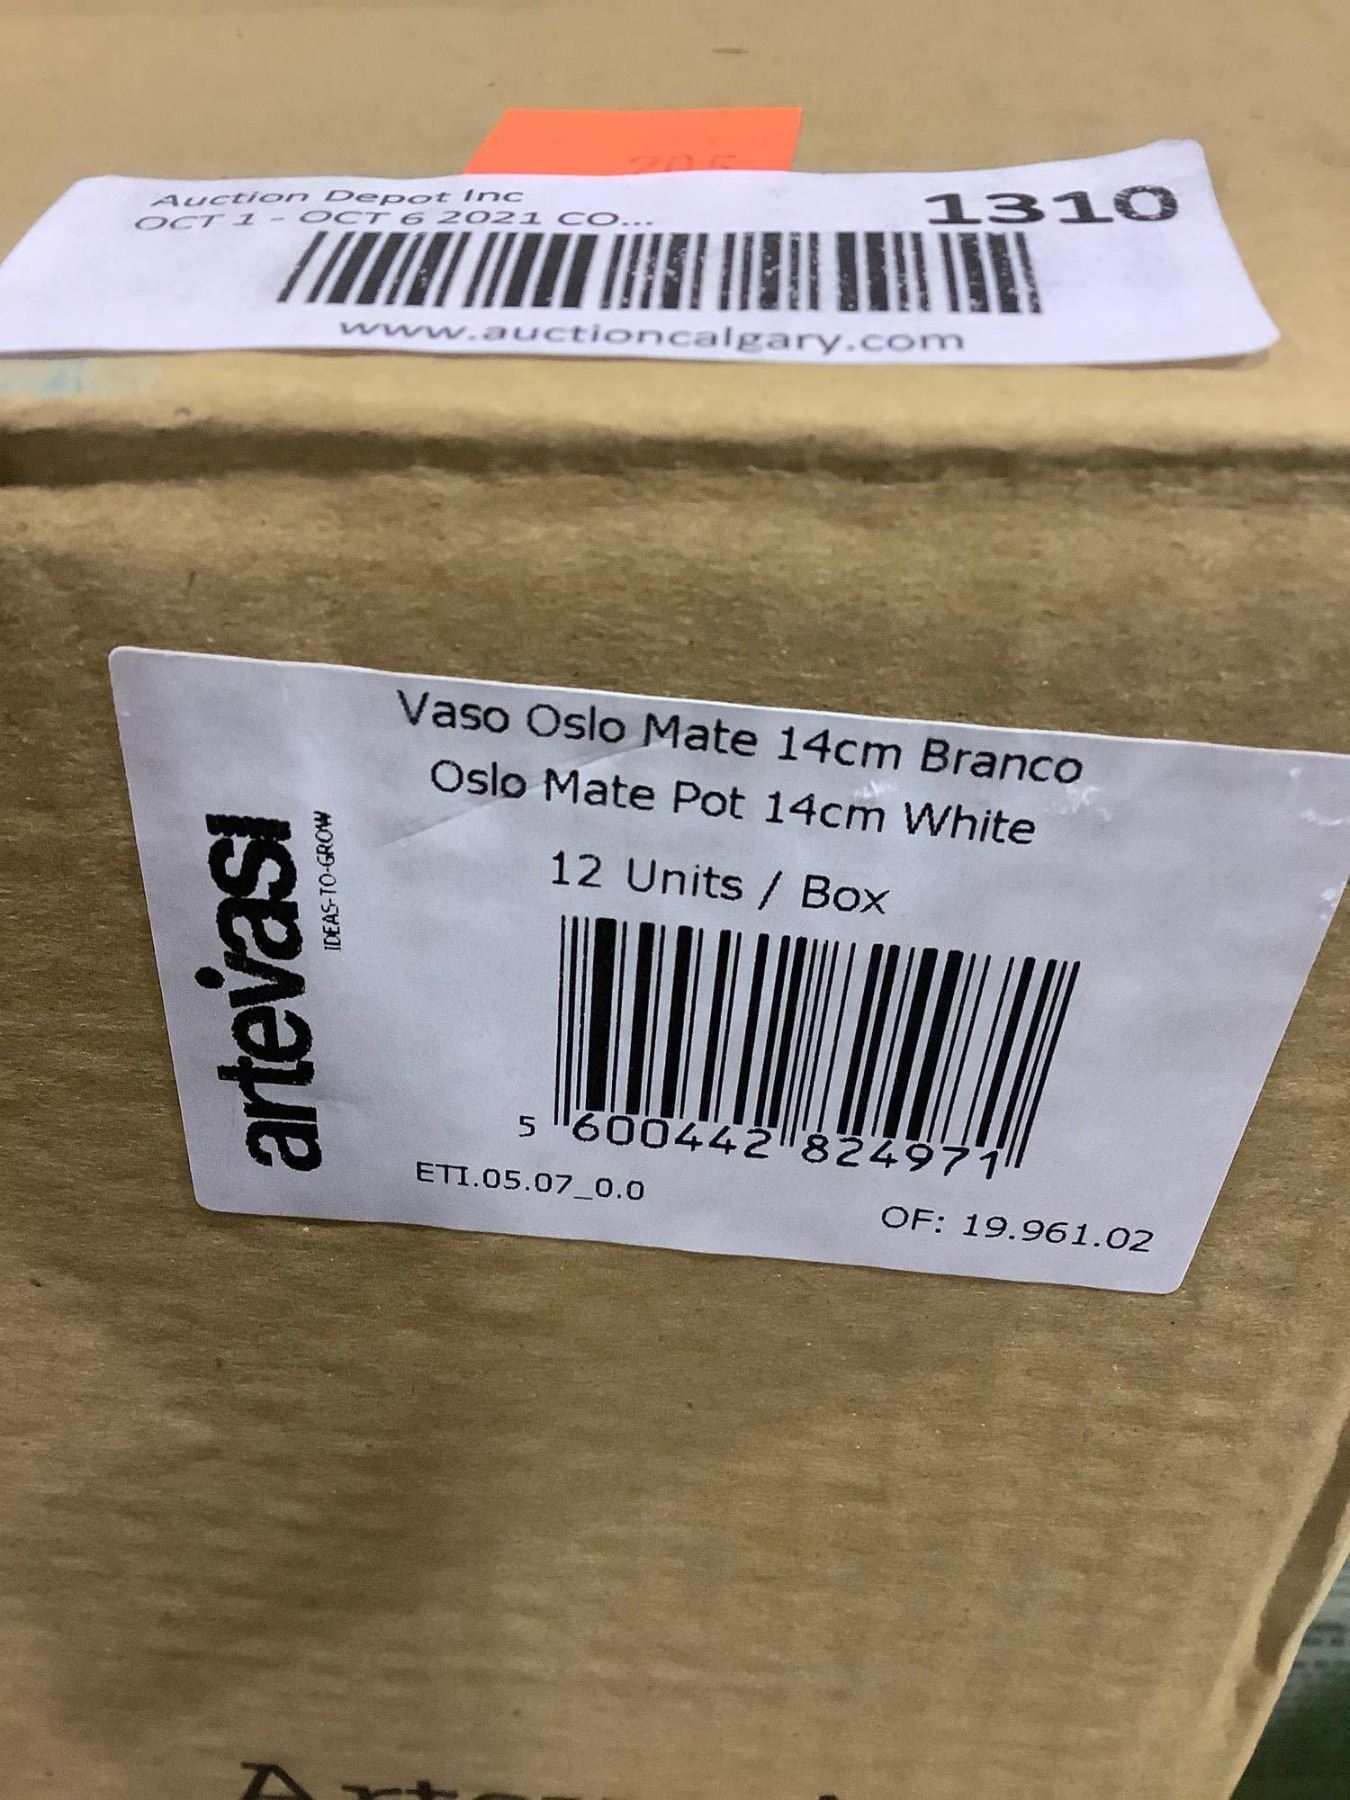 Auction Depot Inc
OCT 1 - OCT 6 2021 CO...
1310
www.auctioncalgary.com
Vaso Oslo Mate 14cm Branco
Oslo Mate Pot 14cm White
12 Units / Box
artevasi
IDEAS-TO-GROW
5 600442 824971
ETI.05.07_0.0
OF: 19.961.02